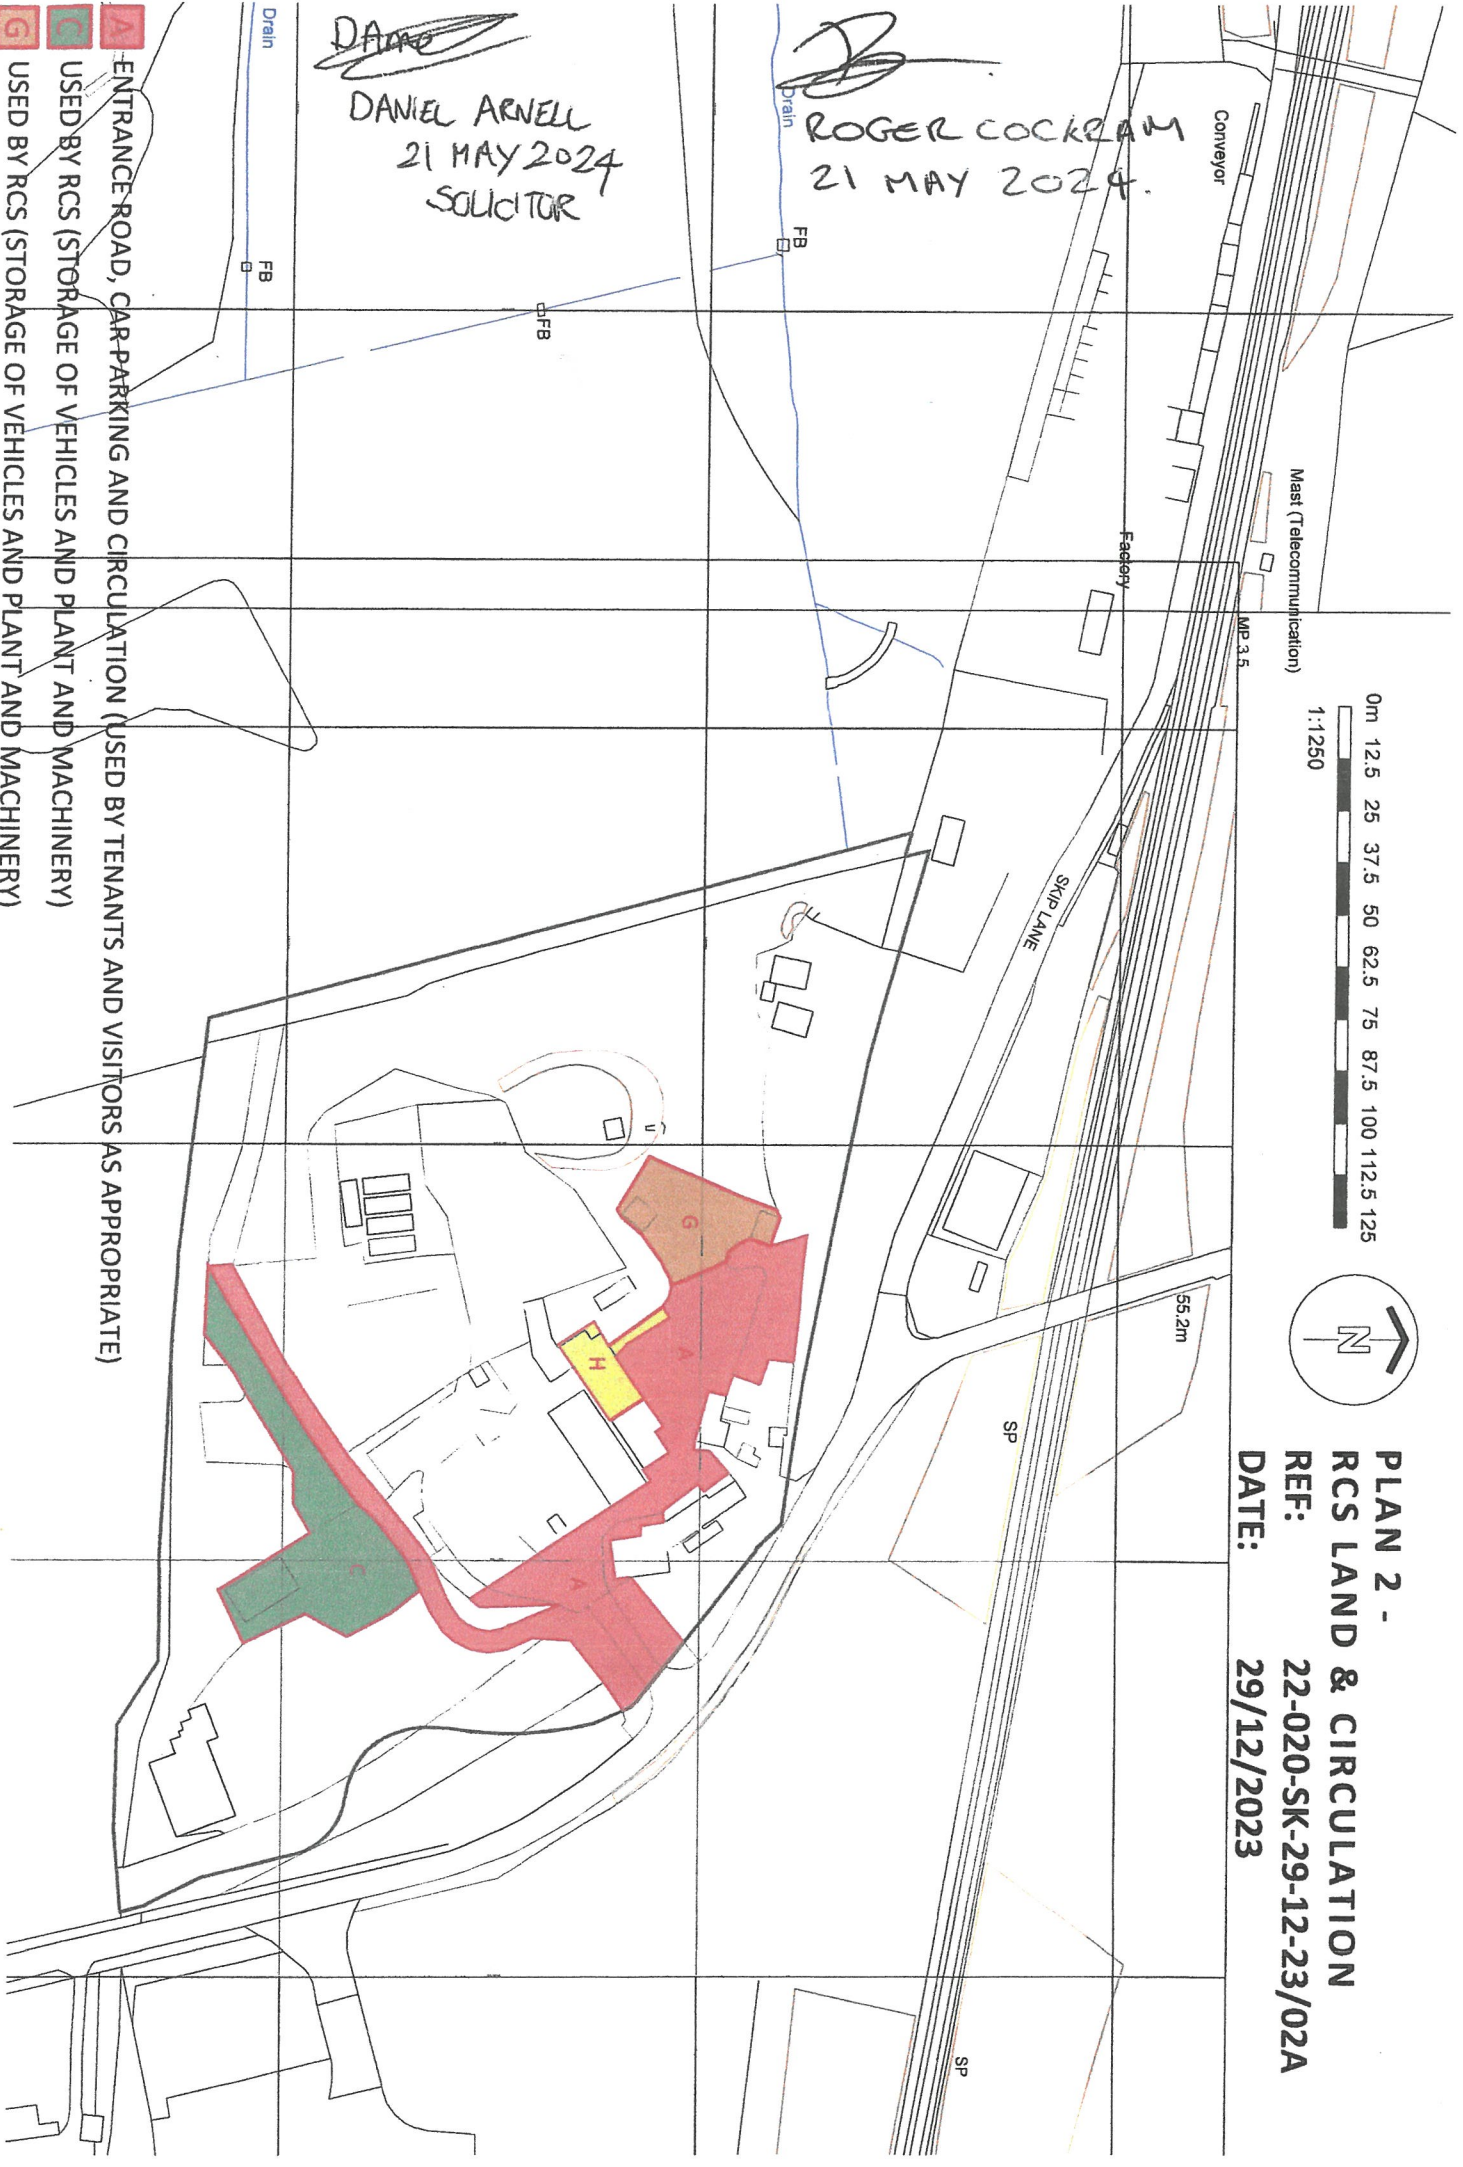 PLAN 2 -
RCS LAND & CIRCULATION
REF: 22-020-SK-29-12-23/02A
DATE: 29/12/2023
0m 12.5 25 37.5 50 62.5 75 87.5 100 112.5 125
1:1250
N
ROGER COCKRAM
21 MAY 2024.
DANIEL ARNELL
21 MAY 2024
SOLICITOR
Conveyor
Mast (Telecommunication)
MP 3.5
Factory
SKIP LANE
55.2m
SP
SP
Drain
Drain
FB
FB
FB
G
A
H
A
C
A ENTRANCE ROAD, CAR PARKING AND CIRCULATION (USED BY TENANTS AND VISITORS AS APPROPRIATE)
C USED BY RCS (STORAGE OF VEHICLES AND PLANT AND MACHINERY)
G USED BY RCS (STORAGE OF VEHICLES AND PLANT AND MACHINERY)